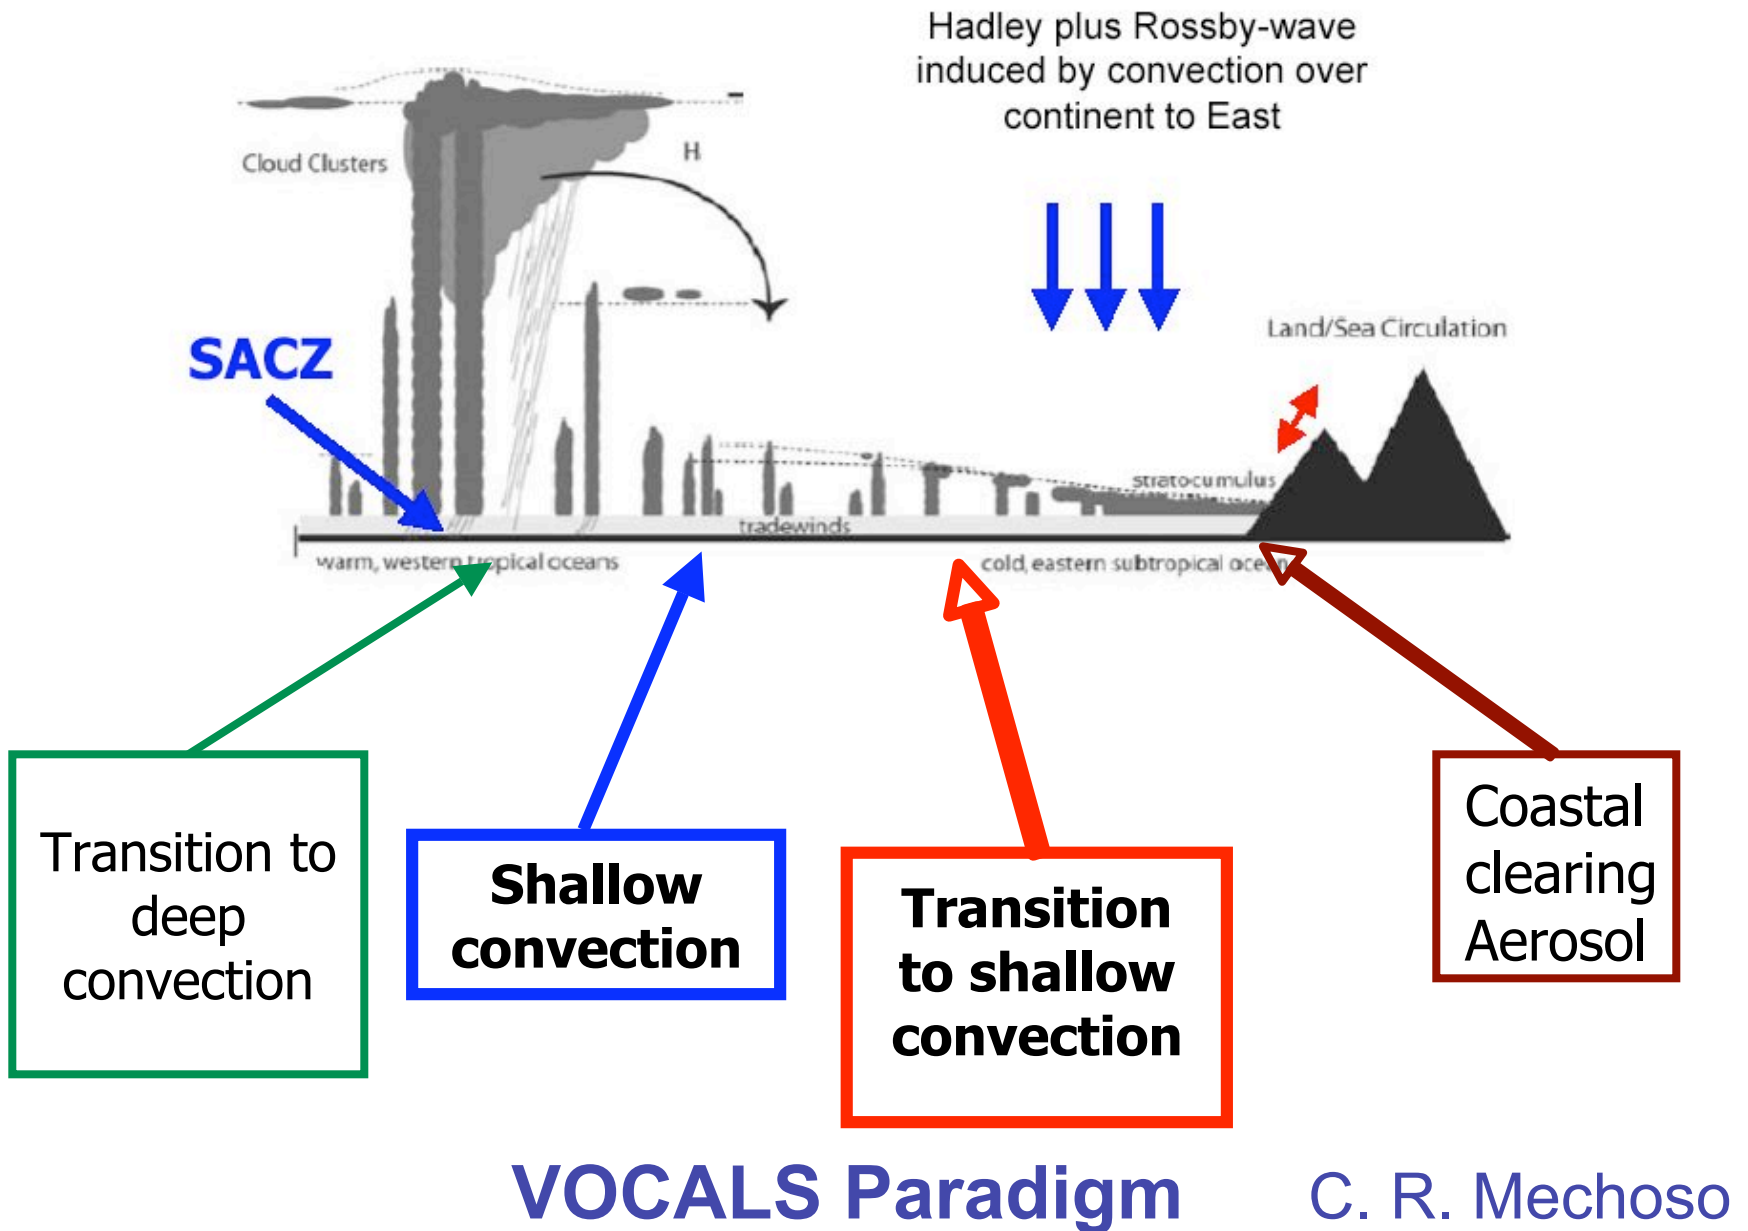 Hadley plus Rossby-wave
induced by convection over
continent to East
Cloud Clusters
H
Land/Sea Circulation
SACZ
stratocumulus
tradewinds
warm, western tropical oceans
cold, eastern subtropical ocean
Transition to
deep
convection
Shallow
convection
Transition
to shallow
convection
Coastal
clearing
Aerosol
VOCALS Paradigm
C. R. Mechoso